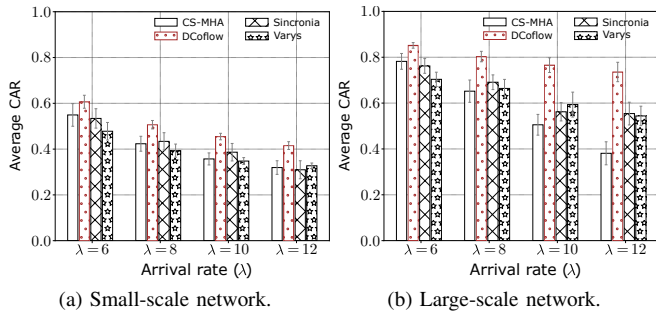 Average CAR
1.0
0.8
0.6
0.4
0.2
0.0
CS-MHA
DCoflow
Sincronia
Varys
λ = 6
λ = 8
λ = 10
λ = 12
Arrival rate (λ)
(a) Small-scale network.
Average CAR
1.0
0.8
0.6
0.4
0.2
0.0
CS-MHA
DCoflow
Sincronia
Varys
λ = 6
λ = 8
λ = 10
λ = 12
Arrival rate (λ)
(b) Large-scale network.